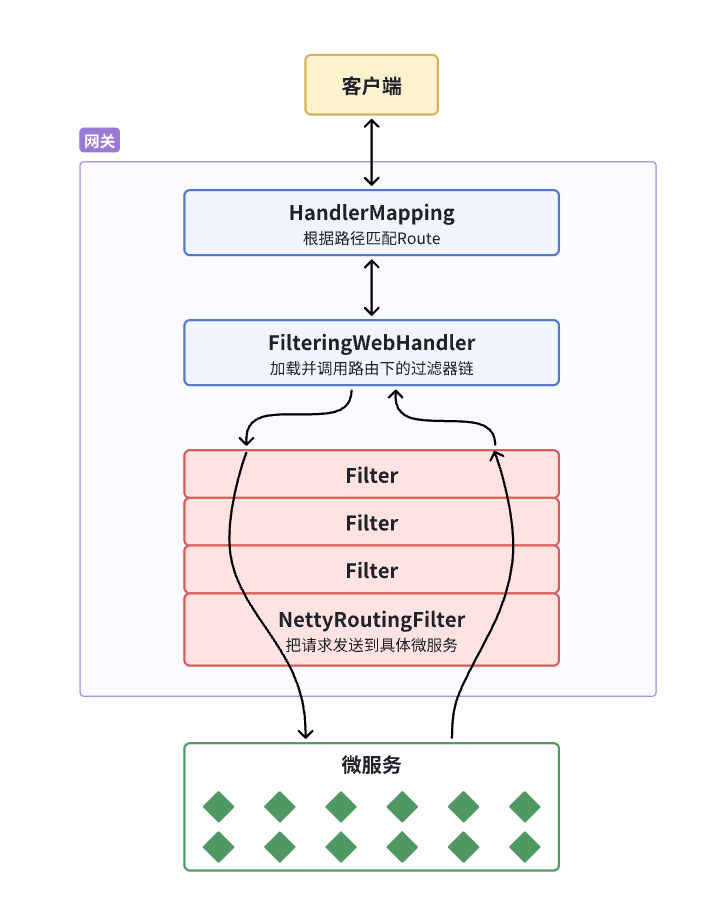 客户端
网关
HandlerMapping
根据路径匹配Route
FilteringWebHandler
加载并调用路由下的过滤器链
Filter
Filter
Filter
NettyRoutingFilter
把请求发送到具体微服务
微服务